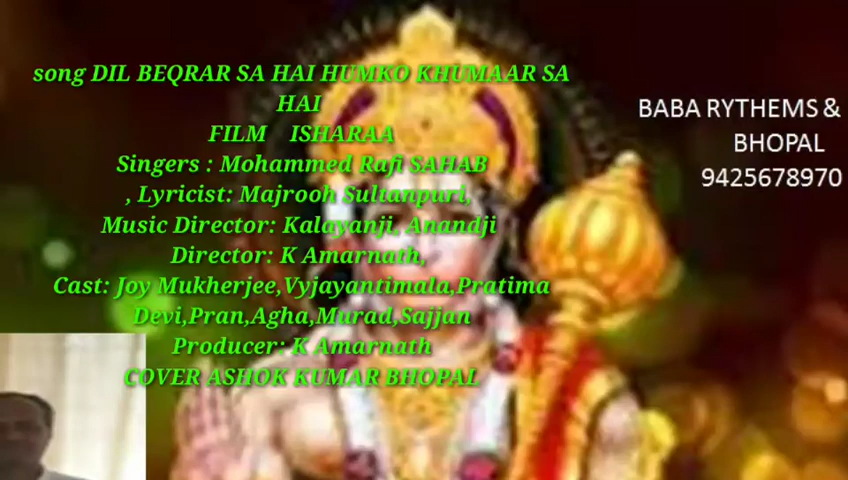 song DIL BEQRAR SA HAI HUMKO KHUMAAR SA
HAI
FILM ISHARAA
Singers : Mohammed Rafi SAHAB
, Lyricist: Majrooh Sultanpuri,
Music Director: Kalayanji, Anandji
Director: K Amarnath,
Cast: Joy Mukherjee,Vyjayantimala,Pratima
Devi,Pran,Agha,Murad,Sajjan
Producer: K Amarnath
COVER ASHOK KUMAR BHOPAL
BABA RYTHEMS &
BHOPAL
9425678970